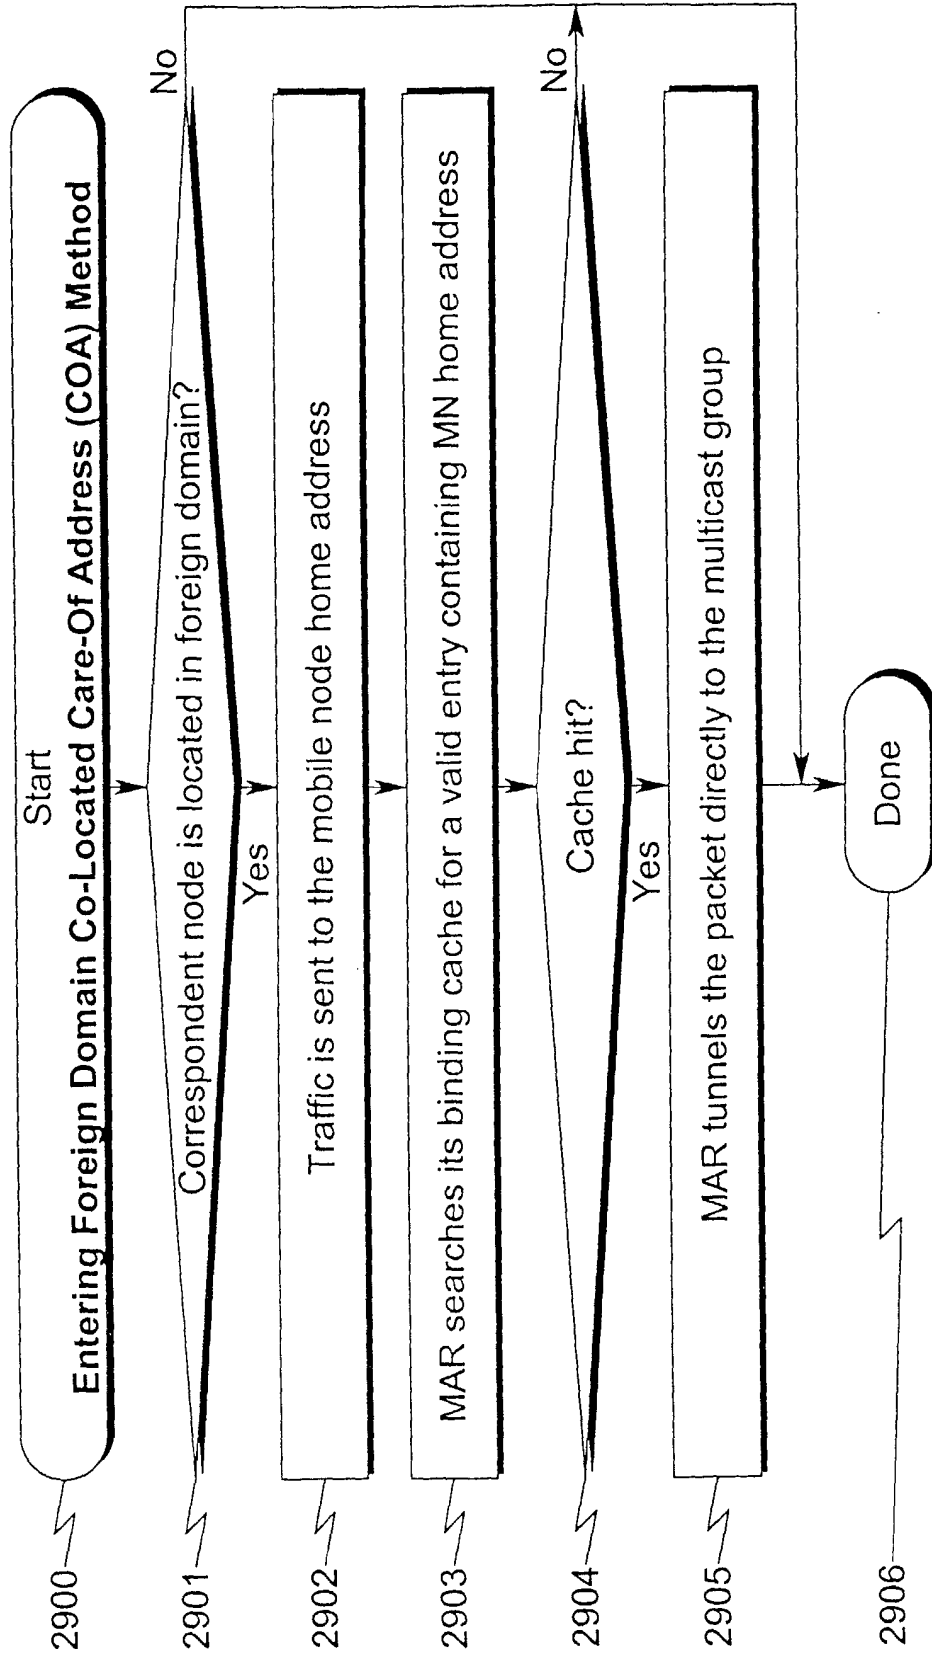 Start
Entering Foreign Domain Co-Located Care-Of Address (COA) Method
2900
Correspondent node is located in foreign domain?
No
Yes
2901
Traffic is sent to the mobile node home address
2902
MAR searches its binding cache for a valid entry containing MN home address
2903
Cache hit?
No
Yes
2904
MAR tunnels the packet directly to the multicast group
2905
Done
2906